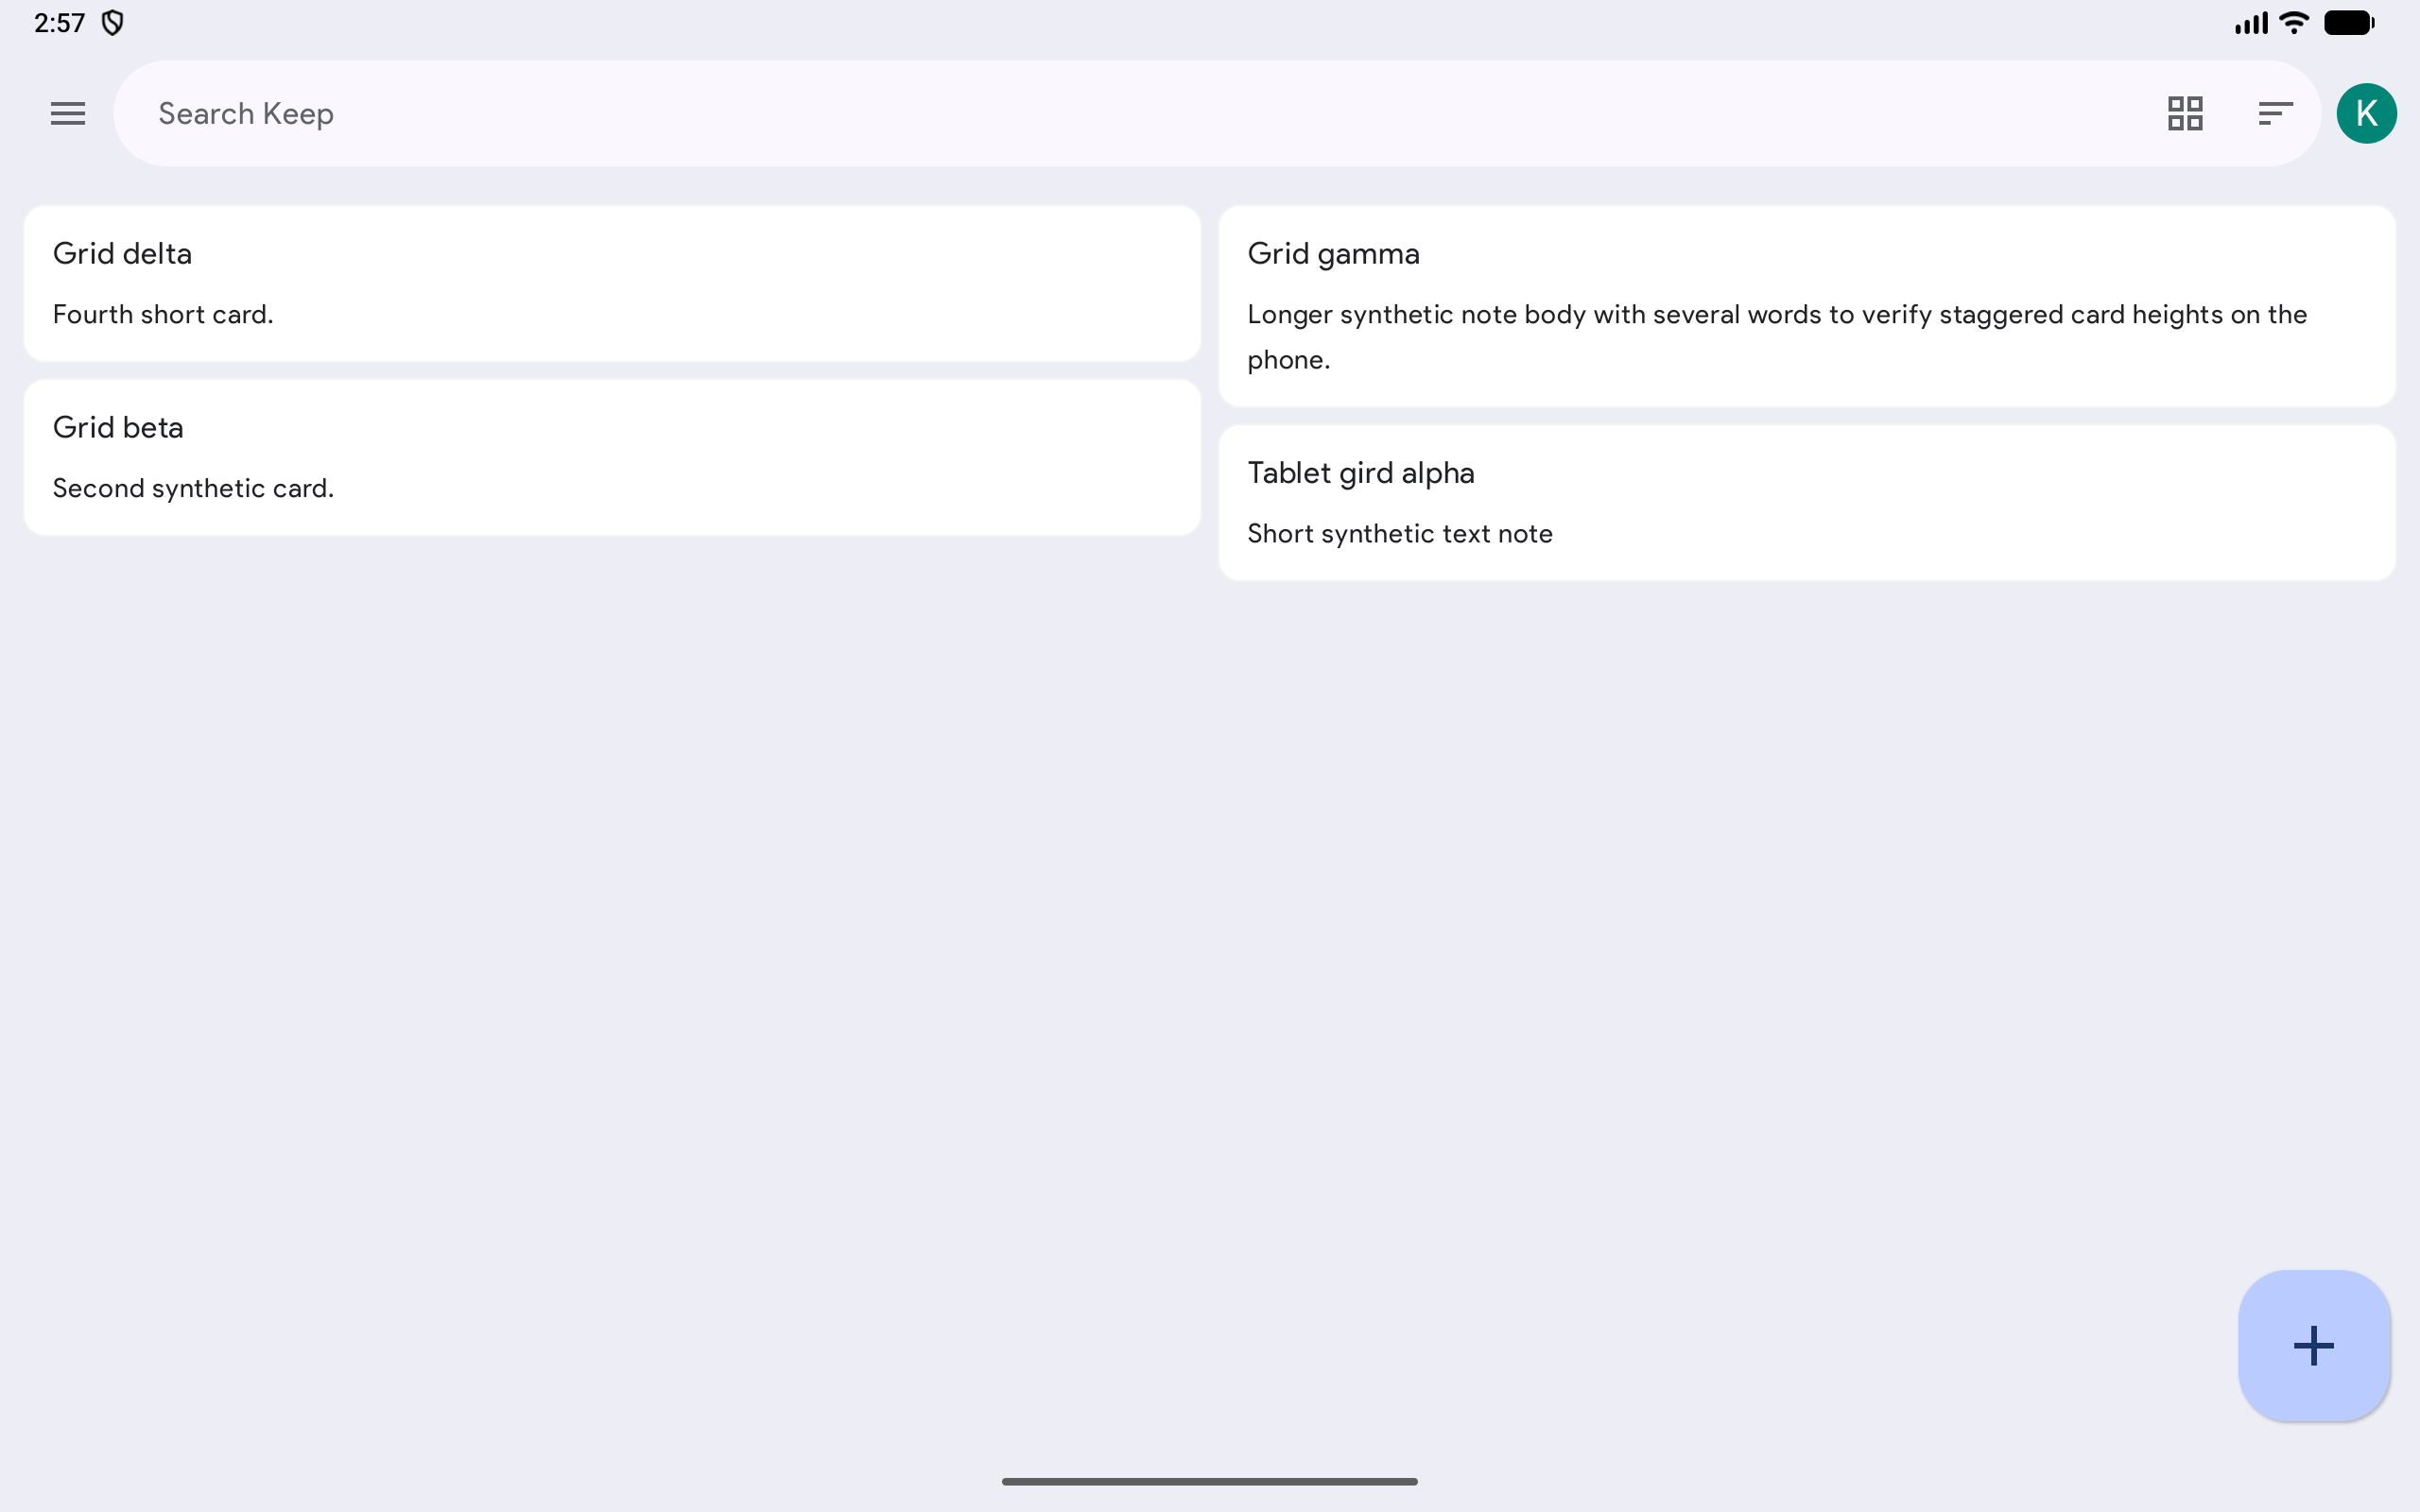 2:57
Search Keep
K
Grid delta
Fourth short card.
Grid beta
Second synthetic card.
Grid gamma
Longer synthetic note body with several words to verify staggered card heights on the
phone.
Tablet gird alpha
Short synthetic text note